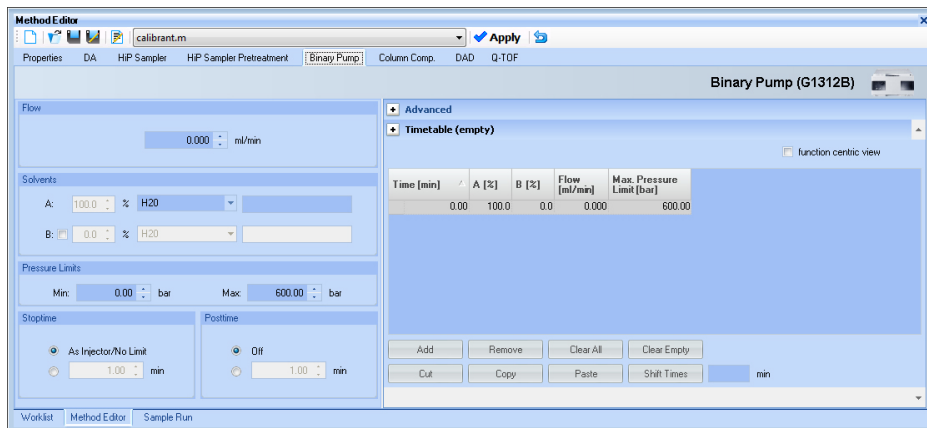 Method Editor
calibrant.m
Apply
Properties DA HiP Sampler HiP Sampler Pretreatment Binary Pump Column Comp. DAD Q-TOF
Binary Pump (G1312B)
Flow
0.000 ml/min
Solvents
A: 100.0 % H20
B: 0.0 % H20
Pressure Limits
Min: 0.00 bar Max: 600.00 bar
Stoptime
As Injector/No Limit
1.00 min
Posttime
Off
1.00 min
Advanced
Timetable (empty)
function centric view
Time [min] A [%] B [%] Flow [ml/min] Max. Pressure Limit [bar]
0.00 100.0 0.0 0.000 600.00
Add Remove Clear All Clear Empty
Cut Copy Paste Shift Times min
Worklist Method Editor Sample Run